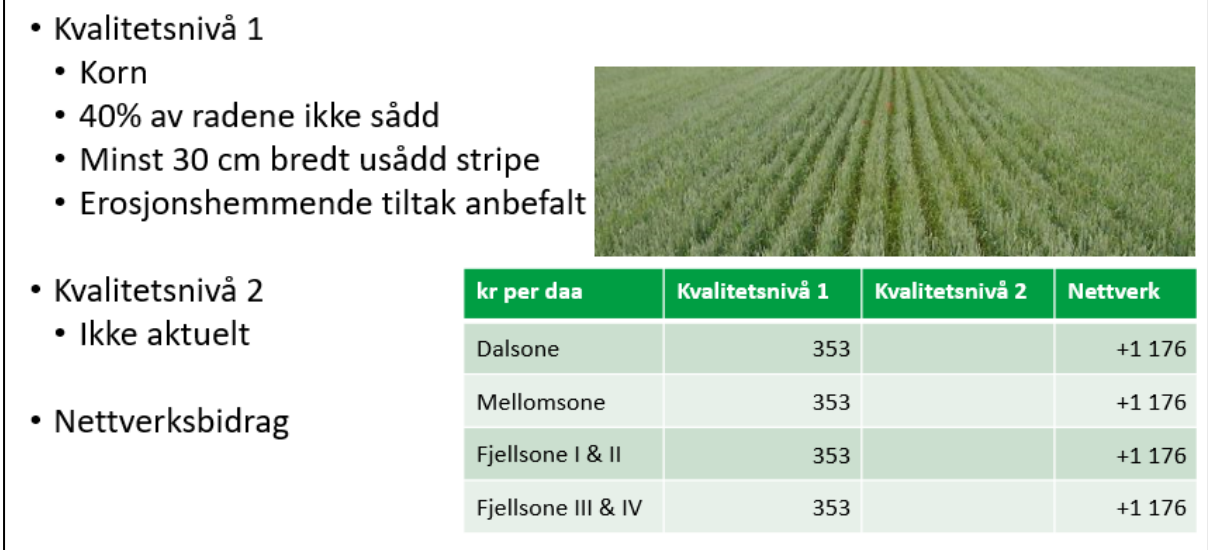 • Kvalitetsnivå 1
• Korn
• 40% av radene ikke sådd
• Minst 30 cm bredt usådd stripe
• Erosjonshemmende tiltak anbefalt
• Kvalitetsnivå 2
• Ikke aktuelt
• Nettverksbidrag
kr per daa Kvalitetsnivå 1 Kvalitetsnivå 2 Nettverk
Dalsone 353 +1 176
Mellomsone 353 +1 176
Fjellsone I & II 353 +1 176
Fjellsone III & IV 353 +1 176